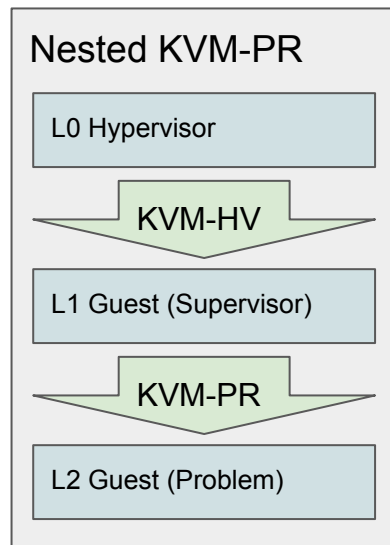 Nested KVM-PR
L0 Hypervisor
KVM-HV
L1 Guest (Supervisor)
KVM-PR
L2 Guest (Problem)